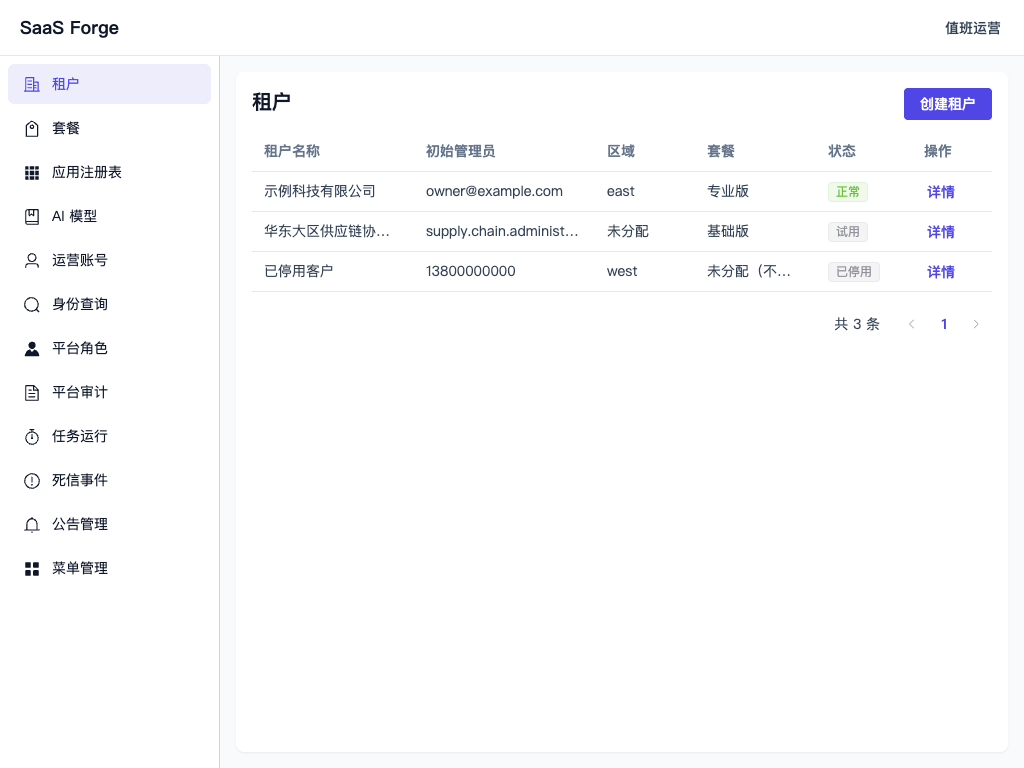 SaaS Forge
值班运营
租户
套餐
应用注册表
AI 模型
运营账号
身份查询
平台角色
平台审计
任务运行
死信事件
公告管理
菜单管理
租户
创建租户
租户名称 初始管理员 区域 套餐 状态 操作
示例科技有限公司 owner@example.com east 专业版 正常 详情
华东大区供应链协... supply.chain.administ... 未分配 基础版 试用 详情
已停用客户 13800000000 west 未分配（不... 已停用 详情
共 3 条 1